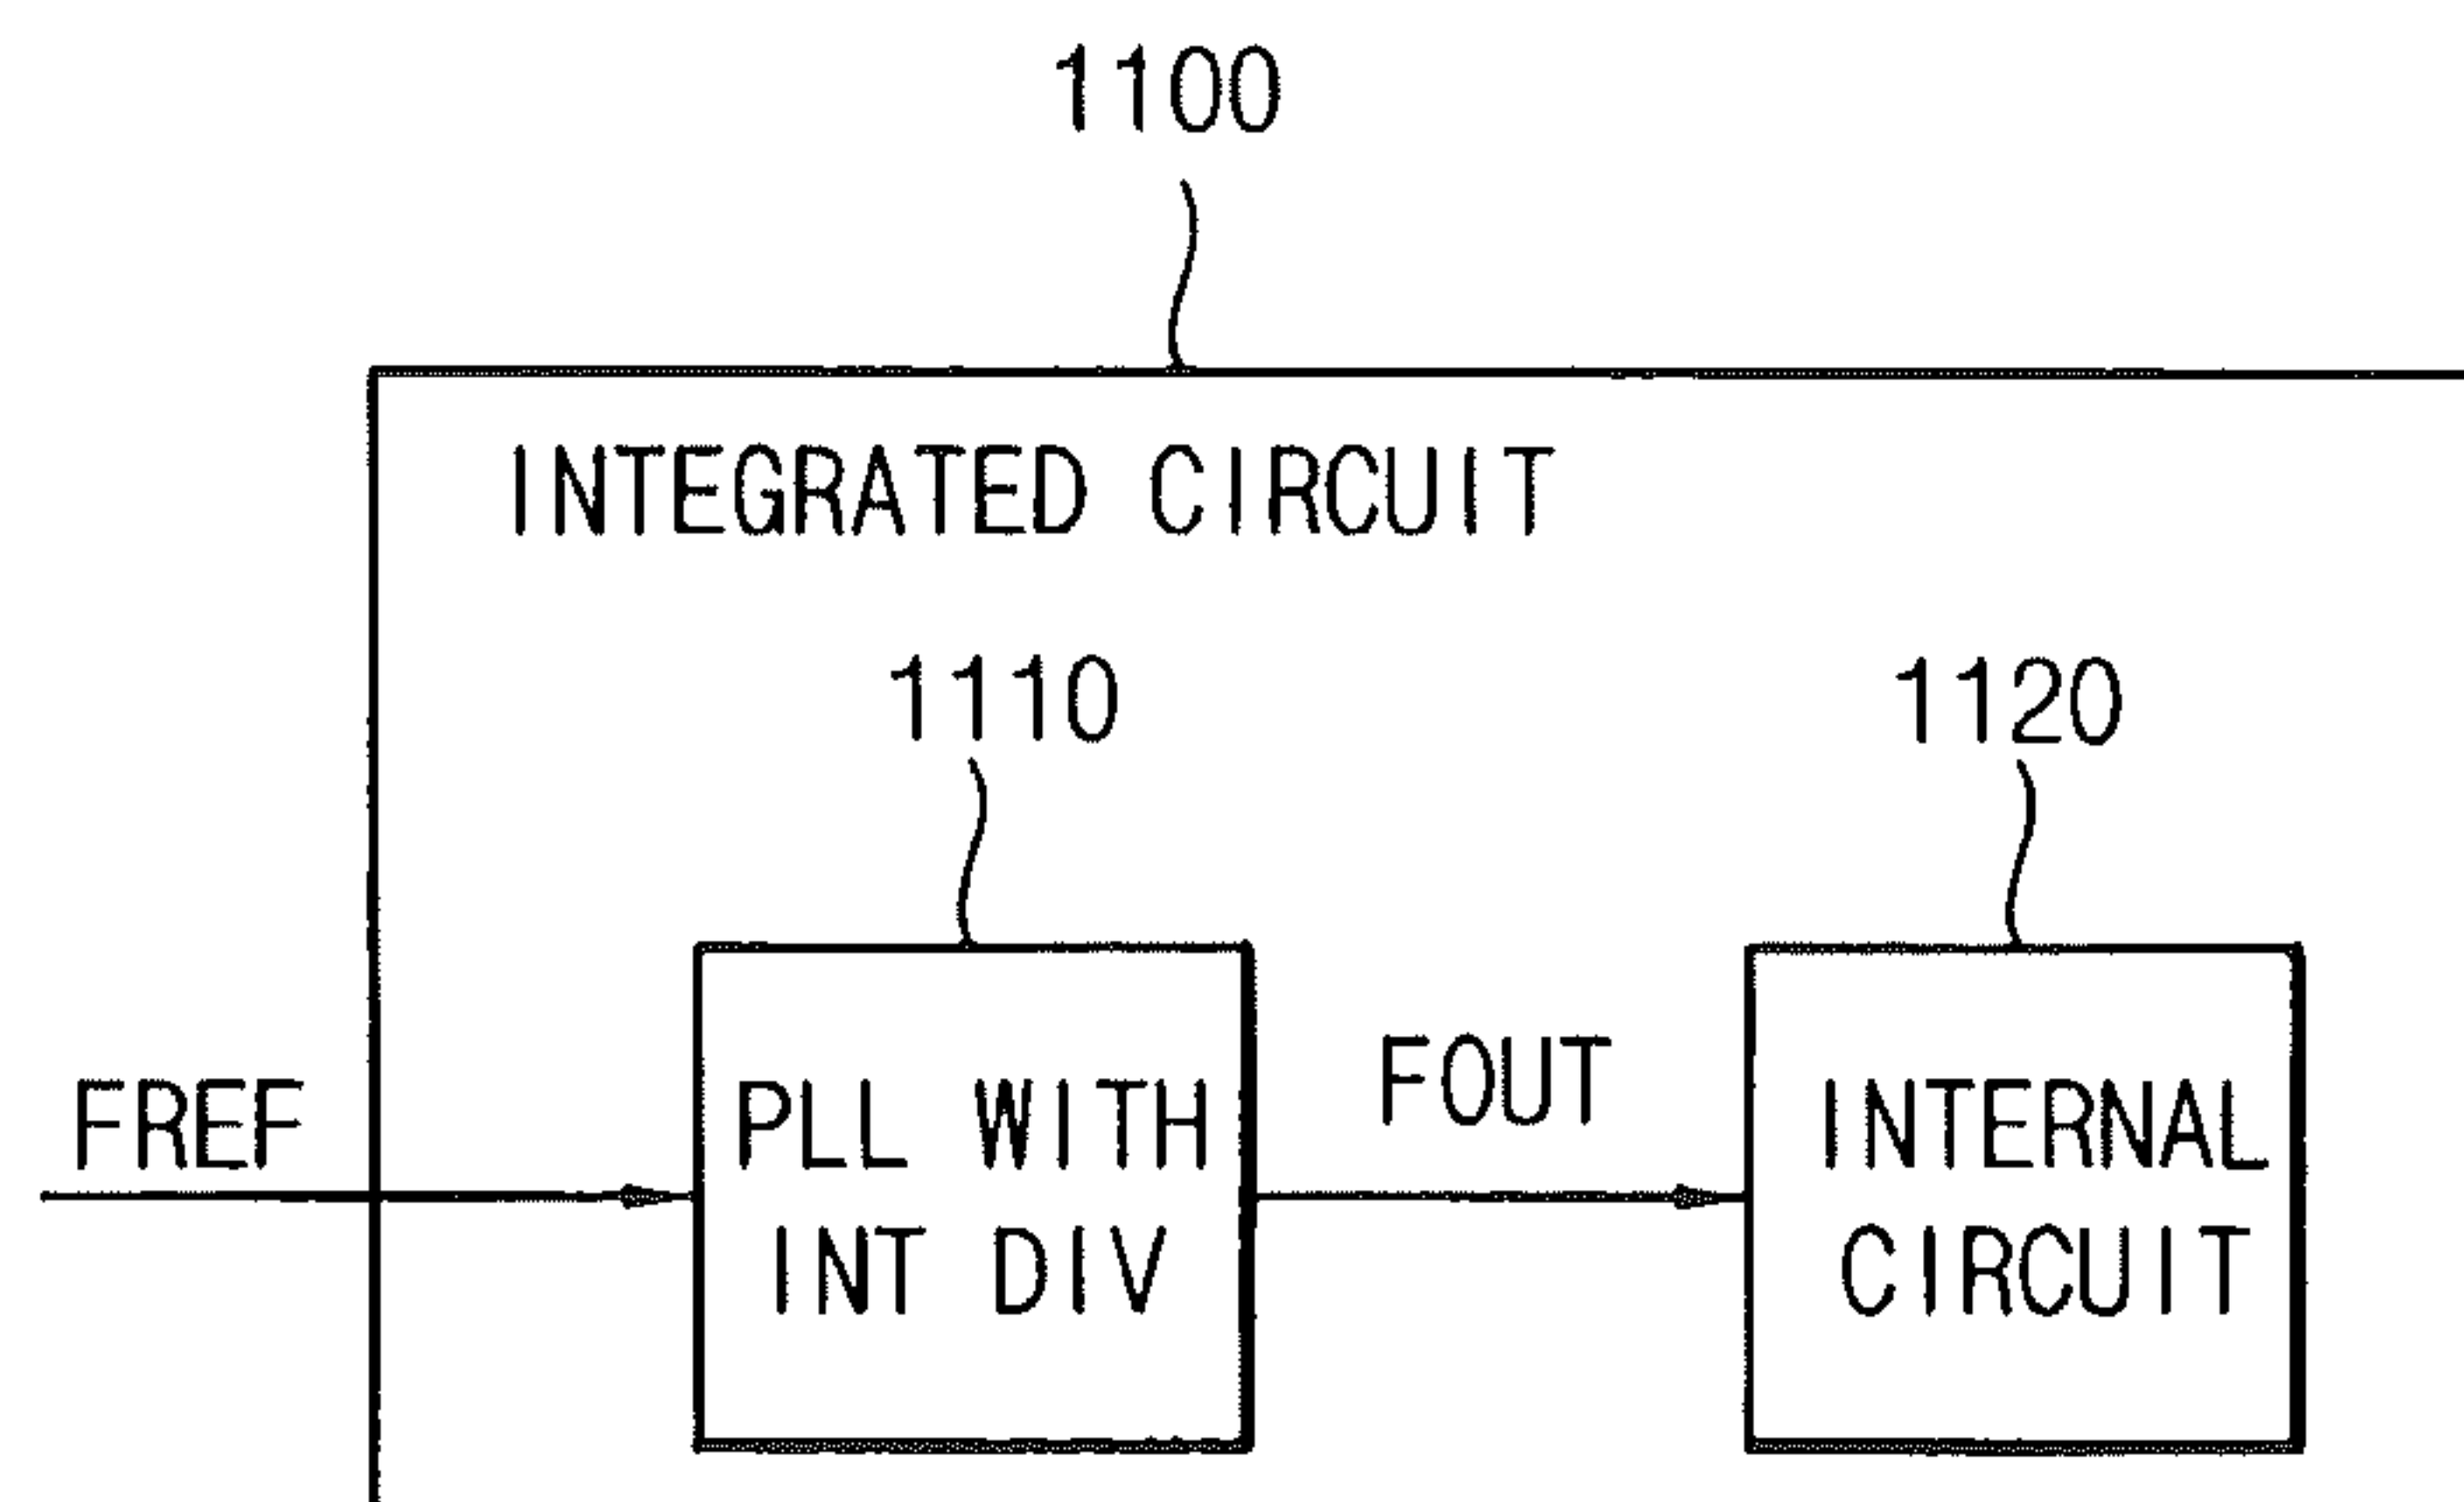 1100
INTEGRATED CIRCUIT
1110
1120
FREF
PLL WITH
INT DIV
FOUT
INTERNAL
CIRCUIT